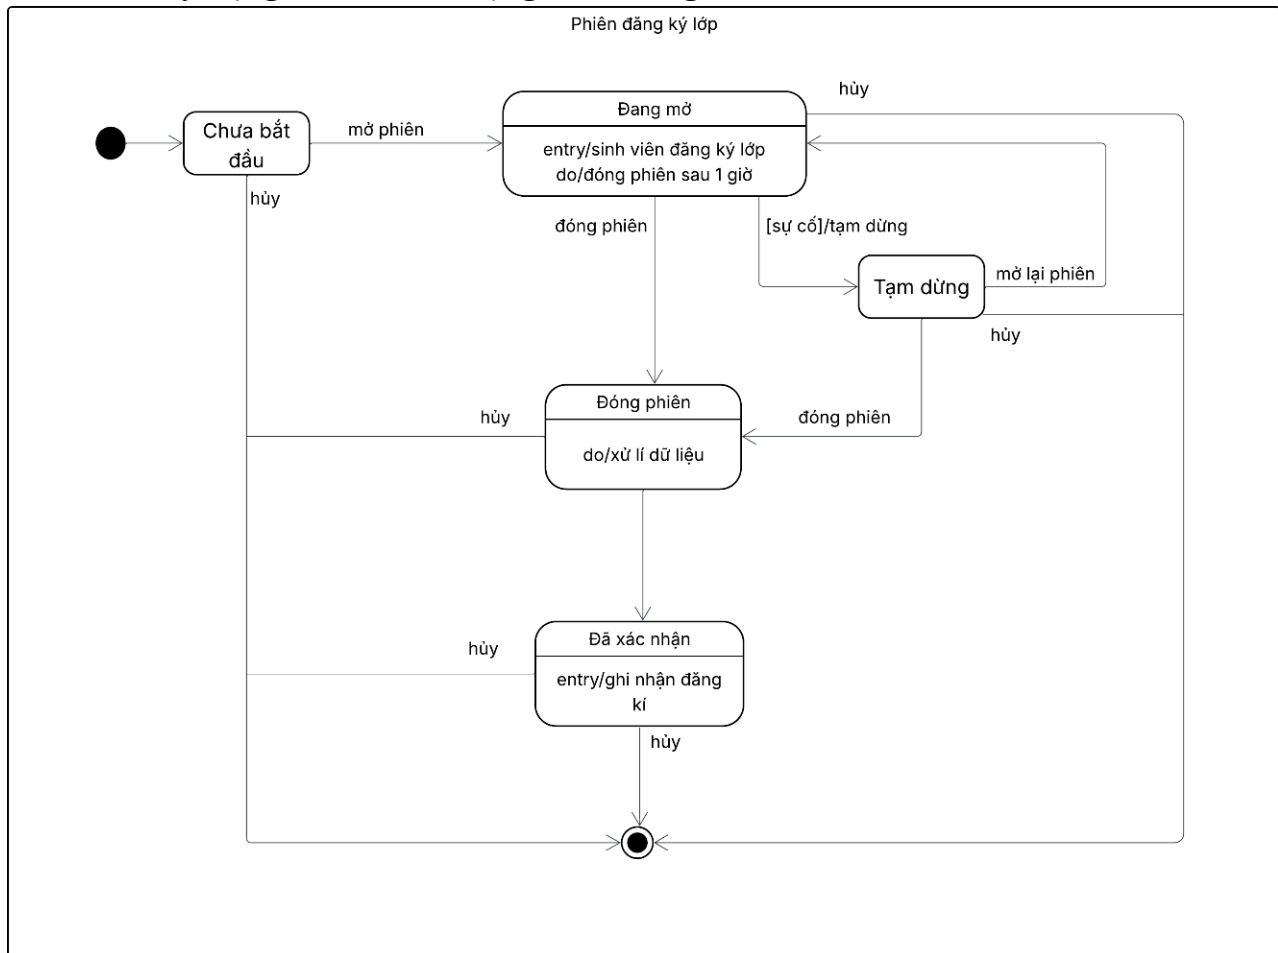 Phiên đăng ký lớp
hủy
Đang mở
Chưa bắt
đầu
mở phiên
entry/sinh viên đăng ký lớp
do/đóng phiên sau 1 giờ
hủy
đóng phiên
[sự cố]/tạm dừng
Tạm dừng
mở lại phiên
hủy
Đóng phiên
hủy
đóng phiên
do/xử lí dữ liệu
Đã xác nhận
hủy
entry/ghi nhận đăng
kí
hủy